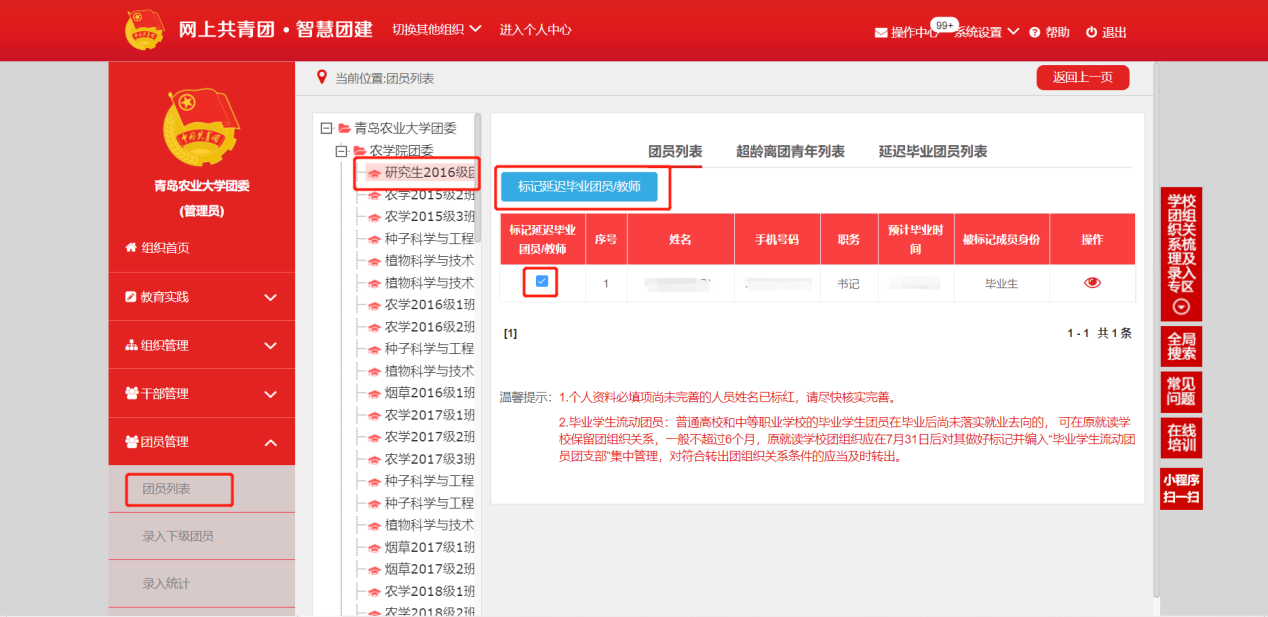 网上共青团·智慧团建
切换其他组织
进入个人中心
操作中心
99+
系统设置
帮助
退出
青岛农业大学团委
(管理员)
组织首页
教育实践
组织管理
干部管理
团员管理
团员列表
录入下级团员
录入统计
当前位置:团员列表
返回上一页
青岛农业大学团委
农学院团委
研究生2016级团
农学2015级2班
农学2015级3班
种子科学与工程
植物科学与技术
植物科学与技术
农学2016级1班
农学2016级2班
种子科学与工程
植物科学与技术
烟草2016级1班
农学2017级1班
农学2017级2班
农学2017级3班
种子科学与工程
种子科学与工程
植物科学与技术
烟草2017级1班
烟草2017级2班
农学2018级1班
农学2018级2班
团员列表
超龄离团青年列表
延迟毕业团员列表
标记延迟毕业团员/教师
标记延迟毕业
团员/教师
序号
姓名
手机号码
职务
预计毕业时
间
被标记成员身份
操作
1
书记
毕业生
[1]
1 - 1 共 1 条
温馨提示：1.个人资料必填项尚未完善的人员姓名已标红，请尽快核实完善。
2.毕业学生流动团员：普通高校和中等职业学校的毕业学生团员在毕业后尚未落实就业去向的， 可在原就读学
校保留团组织关系，一般不超过6个月，原就读学校团组织应在7月31日后对其做好标记并编入“毕业学生流动团
员团支部”集中管理，对符合转出团组织关系条件的应当及时转出。
学校
团组
织关
系统
理及
录入
专区
全局
搜索
常见
问题
在线
培训
小程序
扫一扫